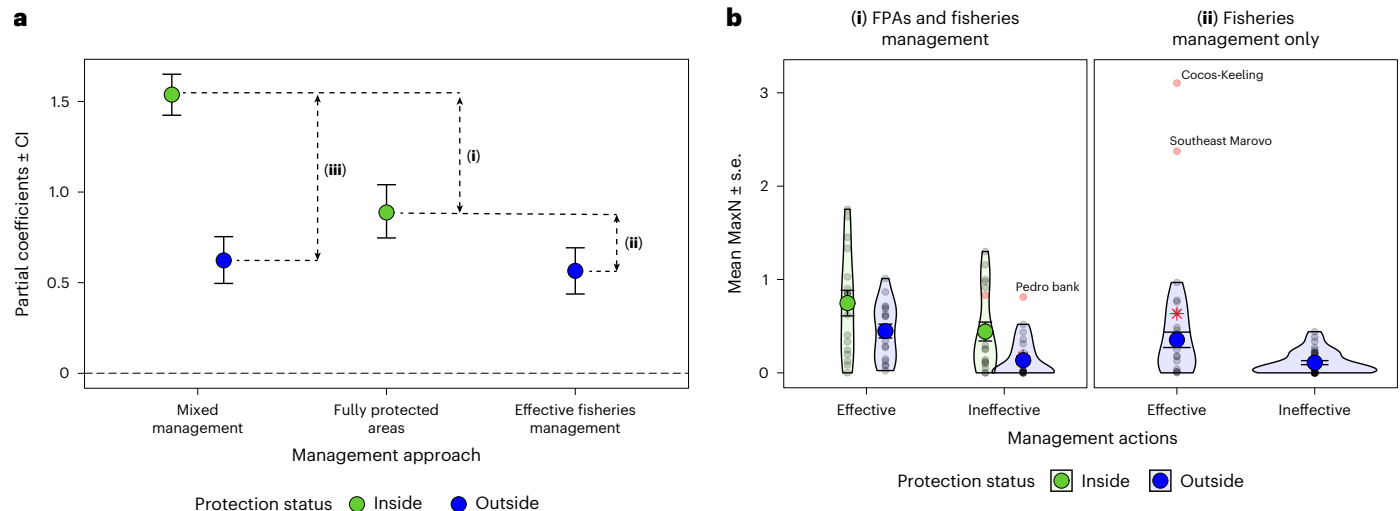 a
Partial coefficients ± CI
1.5
1.0
0.5
0
(iii)
(i)
(ii)
Mixed
management
Fully protected
areas
Effective fisheries
management
Management approach
Protection status Inside Outside
b
(i) FPAs and fisheries
management
(ii) Fisheries
management only
Mean MaxN ± s.e.
3
2
1
0
Cocos-Keeling
Southeast Marovo
Pedro bank
Effective Ineffective Effective Ineffective
Management actions
Protection status Inside Outside